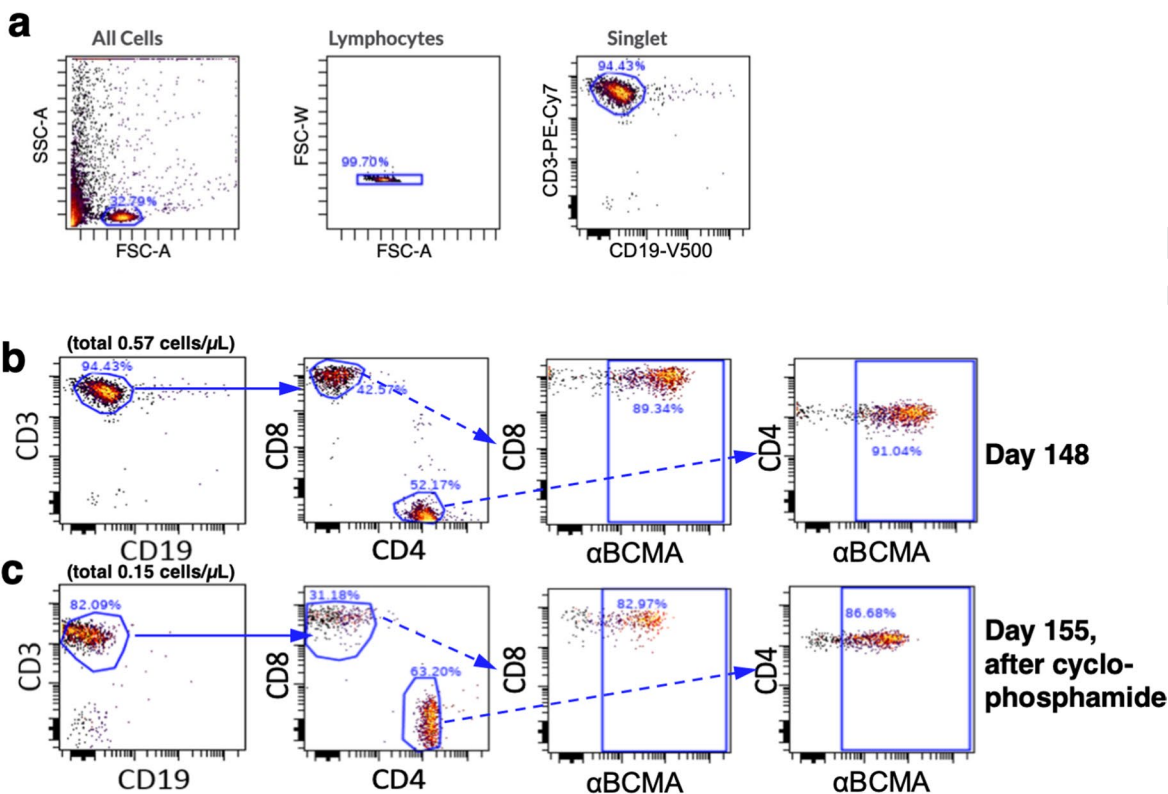 a
All Cells
Lymphocytes
Singlet
SSC-A
32.79%
FSC-A
FSC-W
99.70%
FSC-A
CD3-PE-Cy7
94.43%
CD19-V500
b
(total 0.57 cells/µL)
CD3
94.43%
CD19
CD8
42.57%
52.17%
CD4
CD8
89.34%
αBCMA
CD4
91.04%
αBCMA
Day 148
c
(total 0.15 cells/µL)
CD3
82.09%
CD19
CD8
31.18%
63.20%
CD4
CD8
82.97%
αBCMA
CD4
86.68%
αBCMA
Day 155,
after cyclo-
phosphamide